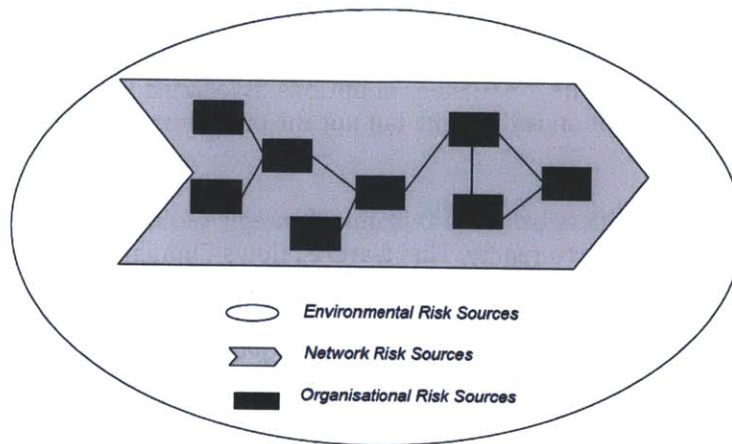 Environmental Risk Sources
Network Risk Sources
Organisational Risk Sources